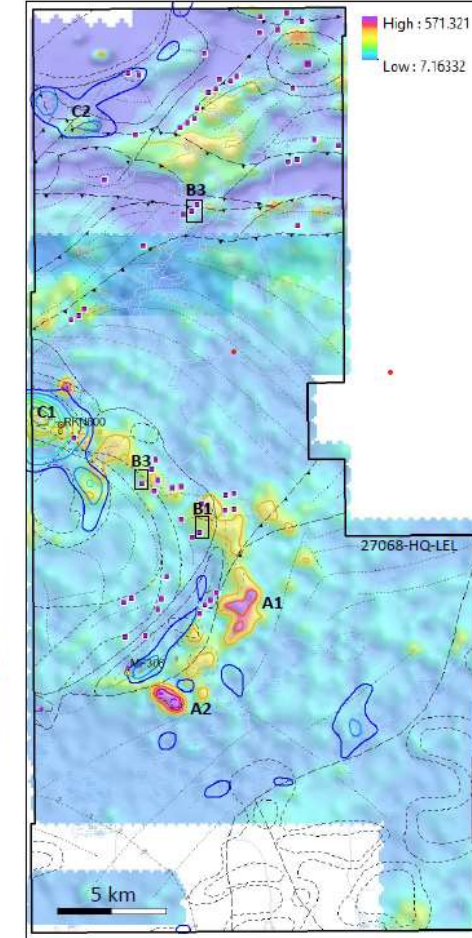 High : 571.321
Low : 7.16332
C2
B3
C1
B3
B1
27068-HQ-LEL
A1
A2
5 km